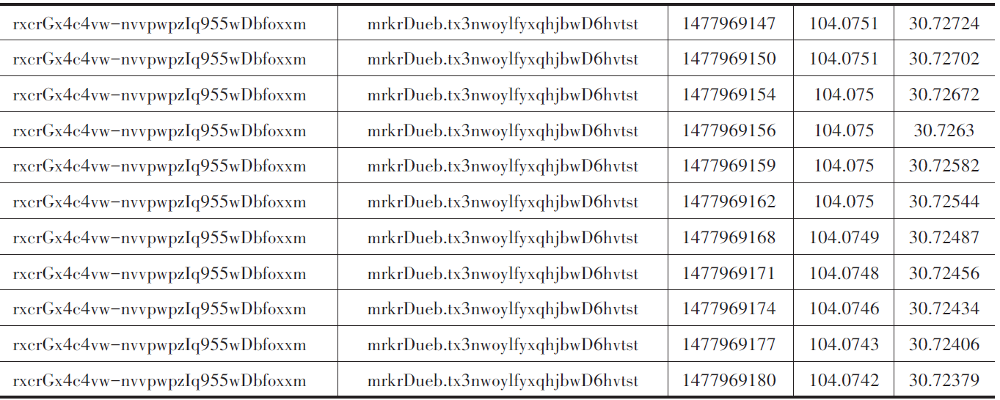 rxcrGx4c4vw-nvvpwpzIq955wDbfoxxm mrkrDueb.tx3nwoylfyxqhjbwD6hvtst 1477969147 104.0751 30.72724
rxcrGx4c4vw-nvvpwpzIq955wDbfoxxm mrkrDueb.tx3nwoylfyxqhjbwD6hvtst 1477969150 104.0751 30.72702
rxcrGx4c4vw-nvvpwpzIq955wDbfoxxm mrkrDueb.tx3nwoylfyxqhjbwD6hvtst 1477969154 104.075 30.72672
rxcrGx4c4vw-nvvpwpzIq955wDbfoxxm mrkrDueb.tx3nwoylfyxqhjbwD6hvtst 1477969156 104.075 30.7263
rxcrGx4c4vw-nvvpwpzIq955wDbfoxxm mrkrDueb.tx3nwoylfyxqhjbwD6hvtst 1477969159 104.075 30.72582
rxcrGx4c4vw-nvvpwpzIq955wDbfoxxm mrkrDueb.tx3nwoylfyxqhjbwD6hvtst 1477969162 104.075 30.72544
rxcrGx4c4vw-nvvpwpzIq955wDbfoxxm mrkrDueb.tx3nwoylfyxqhjbwD6hvtst 1477969168 104.0749 30.72487
rxcrGx4c4vw-nvvpwpzIq955wDbfoxxm mrkrDueb.tx3nwoylfyxqhjbwD6hvtst 1477969171 104.0748 30.72456
rxcrGx4c4vw-nvvpwpzIq955wDbfoxxm mrkrDueb.tx3nwoylfyxqhjbwD6hvtst 1477969174 104.0746 30.72434
rxcrGx4c4vw-nvvpwpzIq955wDbfoxxm mrkrDueb.tx3nwoylfyxqhjbwD6hvtst 1477969177 104.0743 30.72406
rxcrGx4c4vw-nvvpwpzIq955wDbfoxxm mrkrDueb.tx3nwoylfyxqhjbwD6hvtst 1477969180 104.0742 30.72379